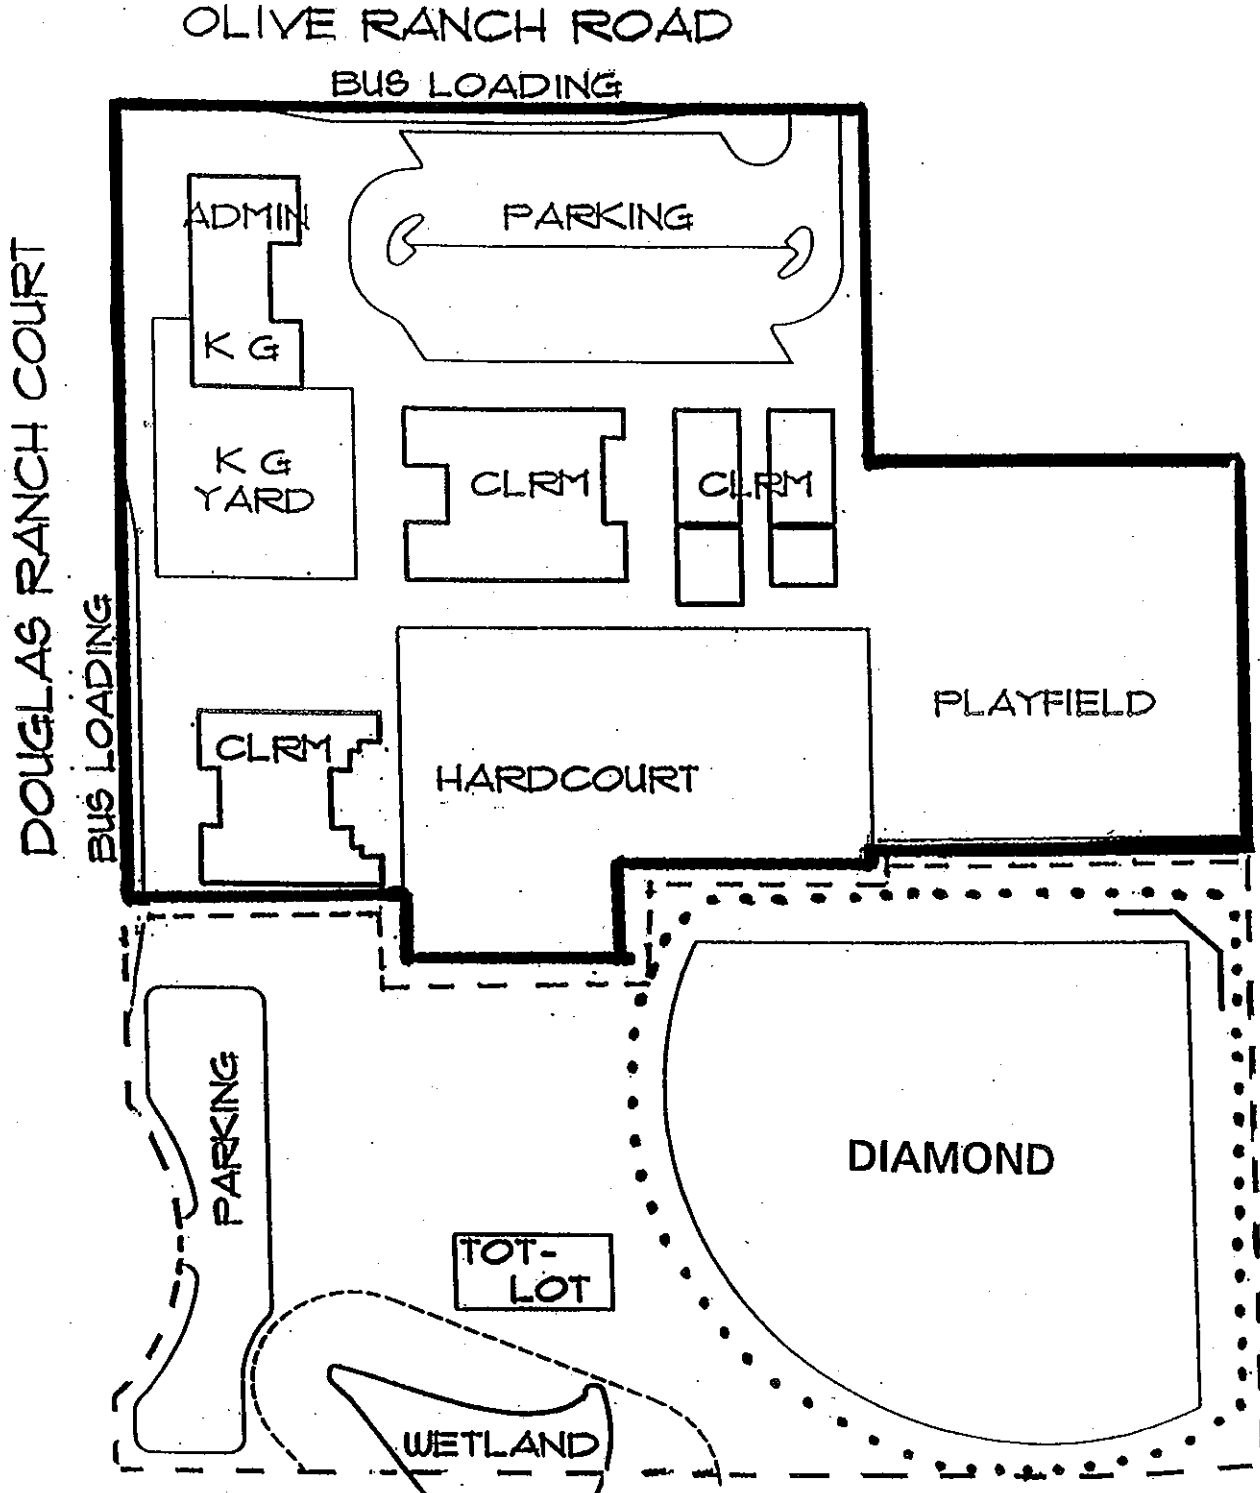 OLIVE RANCH ROAD
BUS LOADING
ADMIN
PARKING
K G
DOUGLAS RANCH COURT
K G
YARD
CLRM
CLRM
BUS LOADING
PLAYFIELD
CLRM
HARDCOURT
PARKING
DIAMOND
TOT-
LOT
WETLAND